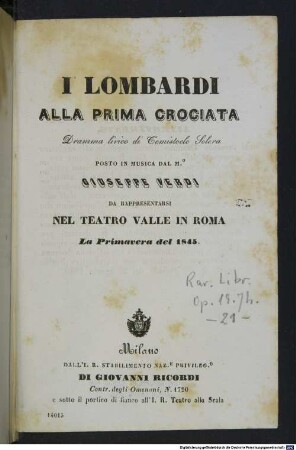 I LOMBARDI
ALLA PRIMA CROCIATA
Dramma lirico di Temistocle Solera
POSTO IN MUSICA DAL M.º
GIUSEPPE VERDI
DA RAPPRESENTARSI
NEL TEATRO VALLE IN ROMA
La Primavera del 1845.
Rar. Libr.
Op. 19.7h.
— 21 —
Milano
DALL'I. R. STABILIMENTO NAZ.e PRIVILEG.o
DI GIOVANNI RICORDI
Contr. degli Omenoni, N. 1720
e sotto il portico di fianco all'I. R. Teatro alla Scala
14015